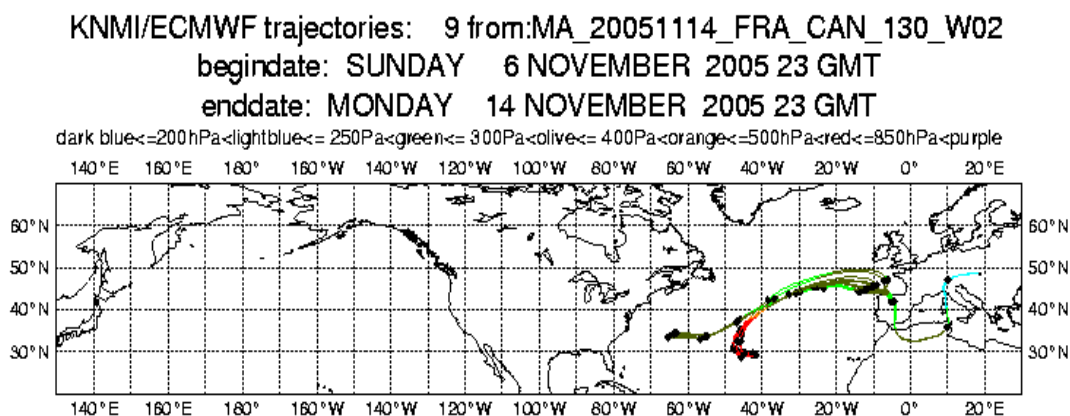 KNMI/ECMWF trajectories: 9 from:MA_20051114_FRA_CAN_130_W02
begindate: SUNDAY 6 NOVEMBER 2005 23 GMT
enddate: MONDAY 14 NOVEMBER 2005 23 GMT
dark blue<=200hPa<lightblue<= 250Pa<green<= 300Pa<olive<= 400Pa<orange<=500hPa<red<=850hPa<purple
140°E 160°E 180° 160°W 140°W 120°W 100°W 80°W 60°W 40°W 20°W 0° 20°E
60°N 60°N
50°N 50°N
40°N 40°N
30°N 30°N
140°E 160°E 180° 160°W 140°W 120°W 100°W 80°W 60°W 40°W 20°W 0° 20°E